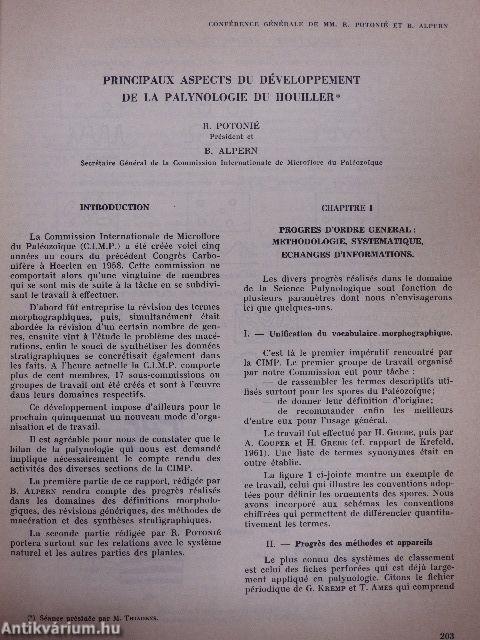 CONFÉRENCE GÉNÉRALE DE MM. R. POTONIÉ ET B. ALPERN
PRINCIPAUX ASPECTS DU DÉVELOPPEMENT
DE LA PALYNOLOGIE DU HOUILLER*
R. POTONIÉ
Président et
B. ALPERN
Secrétaire Général de la Commission Internationale de Microflore du Paléozoïque
INTRODUCTION
La Commission Internationale de Microflore
du Paléozoïque (C.I.M.P.) a été créée voici cinq
années au cours du précédent Congrès Carbo-
nifère à Heerlen en 1958. Cette commission ne
comportait alors qu'une vingtaine de membres
qui se sont mis de suite à la tâche en se subdivi-
sant le travail à effectuer.
D'abord fût entreprise la révision des termes
morphographiques, puis, simultanément était
abordée la révision d'un certain nombre de gen-
res, ensuite vint à l'étude le problème des macé-
rations, enfin le souci de synthétiser les données
stratigraphiques se concrétisait également dans
les faits. A l'heure actuelle la C.I.M.P. comporte
plus de cent membres, 17 sous-commissions ou
groupes de travail ont été créés et sont à l'œuvre
dans leurs domaines respectifs.
Ce développement impose d'ailleurs pour le
prochain quinquennat un nouveau mode d'orga-
nisation et de travail.
Il est agréable pour nous de constater que le
bilan de la palynologie qui nous est demandé
implique nécessairement le compte rendu des
activités des diverses sections de la CIMP.
La première partie de ce rapport, rédigée par
B. ALPERN rendra compte des progrès réalisés
dans les domaines des définitions morpholo-
giques, des révisions génériques, des méthodes de
macération et des synthèses stratigraphiques.
La seconde partie rédigée par R. POTONIÉ
portera surtout sur les relations avec le système
naturel et les autres parties des plantes.
(*) Séance présidée par M. THIADENS.
CHAPITRE I
PROGRES D'ORDRE GENERAL :
METHODOLOGIE, SYSTEMATIQUE,
ECHANGES D'INFORMATIONS.
Les divers progrès réalisés dans le domaine
de la Science Palynologique sont fonction de
plusieurs paramètres dont nous n'envisagerons
ici que quelques-uns.
I. — Unification du vocabulaire morphographique.
C'est là le premier impératif rencontré par
la CIMP. Le premier groupe de travail organisé
par notre Commission eut pour tâche :
— de rassembler les termes descriptifs uti-
lisés surtout pour les spores du Paléozoïque;
— de donner leur définition d'origine;
— de recommander enfin les meilleurs
d'entre eux pour l'usage général.
Le travail fut effectué par H. GREBE, puis par
A. COOPER et H. GREBE (cf. rapport de Krefeld,
1961). Une liste de termes synonymes était en
outre établie.
La figure 1 ci-jointe montre un exemple de
ce travail, celui qui illustre les conventions adop-
tées pour définir les ornements des spores. Nous
avons incorporé aux schémas les conventions
chiffrées qui permettent de différencier quantita-
tivement les termes.
II. — Progrès des méthodes et appareils
Le plus connu des systèmes de classement
est celui des fiches perforées qui est déjà large-
ment appliqué en palynologie. Citons le fichier
périodique de G. KREMP et T. AMES qui comprend
203
Antikvarium.hu